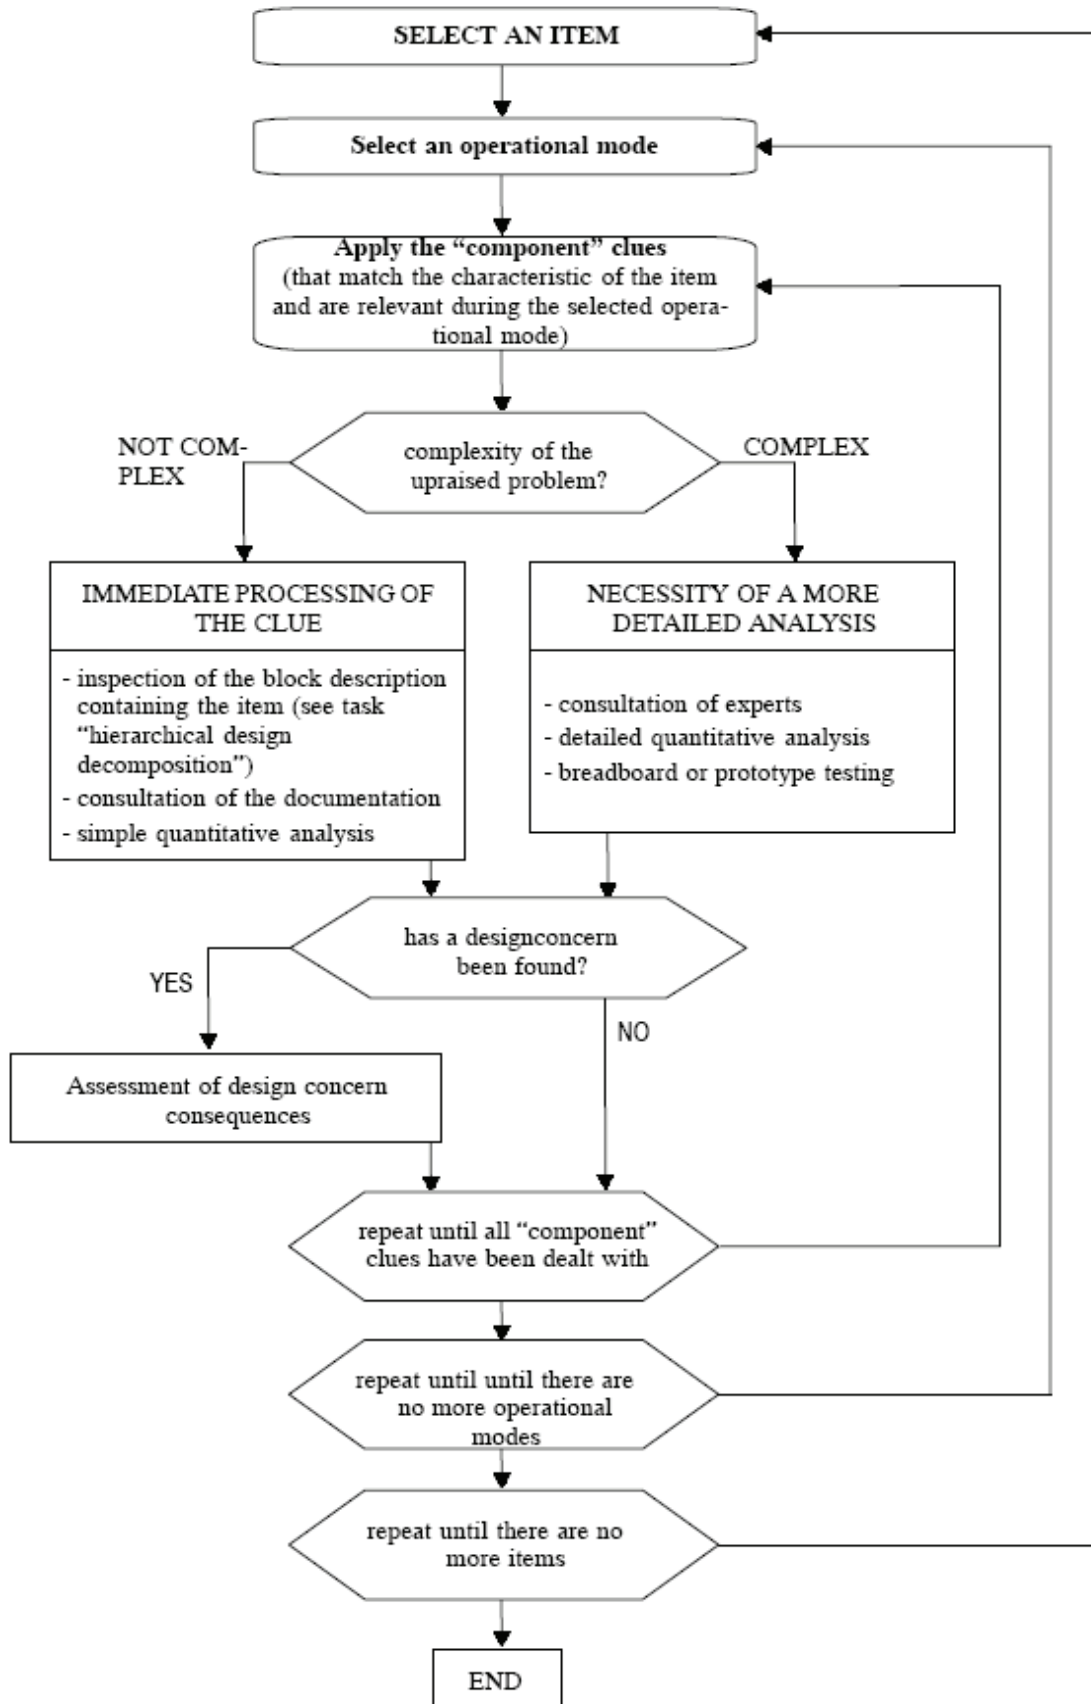 SELECT AN ITEM
Select an operational mode
Apply the “component” clues
(that match the characteristic of the item
and are relevant during the selected opera-
tional mode)
NOT COM-
PLEX
complexity of the
upraised problem?
COMPLEX
IMMEDIATE PROCESSING OF
THE CLUE
- inspection of the block description
containing the item (see task
“hierarchical design
decomposition”)
- consultation of the documentation
- simple quantitative analysis
NECESSITY OF A MORE
DETAILED ANALYSIS
- consultation of experts
- detailed quantitative analysis
- breadboard or prototype testing
has a designconcern
been found?
YES
NO
Assessment of design concern
consequences
repeat until all “component”
clues have been dealt with
repeat until until there are
no more operational
modes
repeat until there are no
more items
END